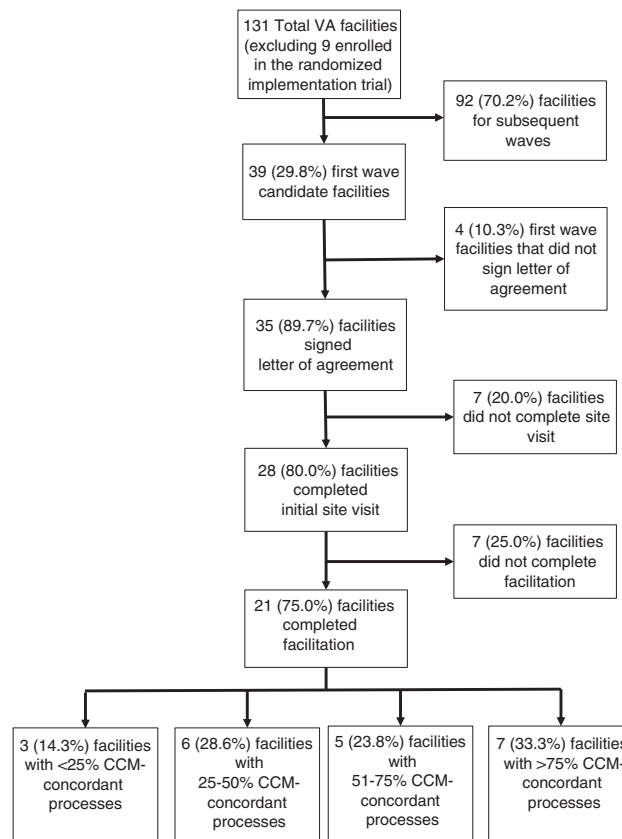 131 Total VA facilities
(excluding 9 enrolled
in the randomized
implementation trial)
92 (70.2%) facilities
for subsequent
waves
39 (29.8%) first wave
candidate facilities
4 (10.3%) first wave
facilities that did not
sign letter of
agreement
35 (89.7%) facilities
signed
letter of agreement
7 (20.0%) facilities
did not complete site
visit
28 (80.0%) facilities
completed
initial site visit
7 (25.0%) facilities
did not complete
facilitation
21 (75.0%) facilities
completed
facilitation
3 (14.3%) facilities
with <25% CCM-
concordant
processes
6 (28.6%) facilities
with
25-50% CCM-
concordant
processes
5 (23.8%) facilities
with
51-75% CCM-
concordant
processes
7 (33.3%) facilities
with >75% CCM-
concordant
processes